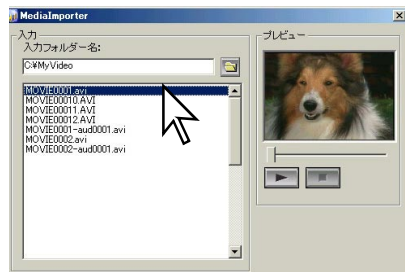 MediaImporter
入力
入力フォルダー名:
C:¥MyVideo
MOVIE0001.avi
MOVIE00010.AVI
MOVIE00011.AVI
MOVIE00012.AVI
MOVIE0001-aud0001.avi
MOVIE0002.avi
MOVIE0002-aud0001.avi
プレビュー